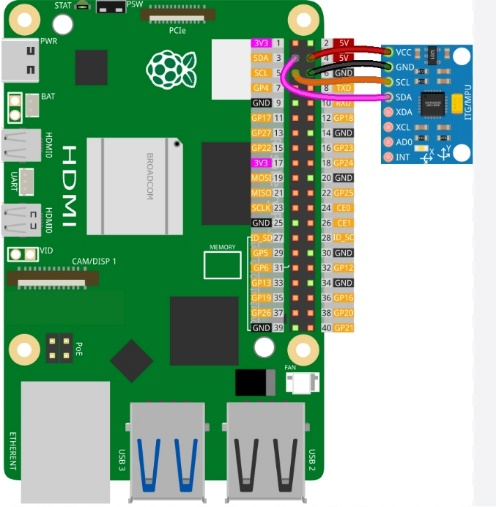 STAT
PSW
PCIe
PWR
BAT
HDMI0
UART
HDMI0
HDMI
BROADCOM
VID
CAM/DISP 1
MEMORY
PoE
FAN
ETHERENT
USB 3
USB 2
3V3 1 2 5V
SDA 3 4 5V
SCL 5 6 GND
GP4 7 8 TXD
GND 9 10 RXD
GP17 11 12 GP18
GP27 13 14 GND
GP22 15 16 GP23
3V3 17 18 GP24
MOSI 19 20 GND
MISO 21 22 GP25
SCLK 23 24 CE0
GND 25 26 CE1
ID_SD 27 28 ID_SC
GP5 29 30 GND
GP6 31 32 GP12
GP13 33 34 GND
GP19 35 36 GP16
GP26 37 38 GP20
GND 39 40 GP21
VCC
GND
SCL
SDA
XDA
XCL
AD0
INT
ITG/MPU
X
Y